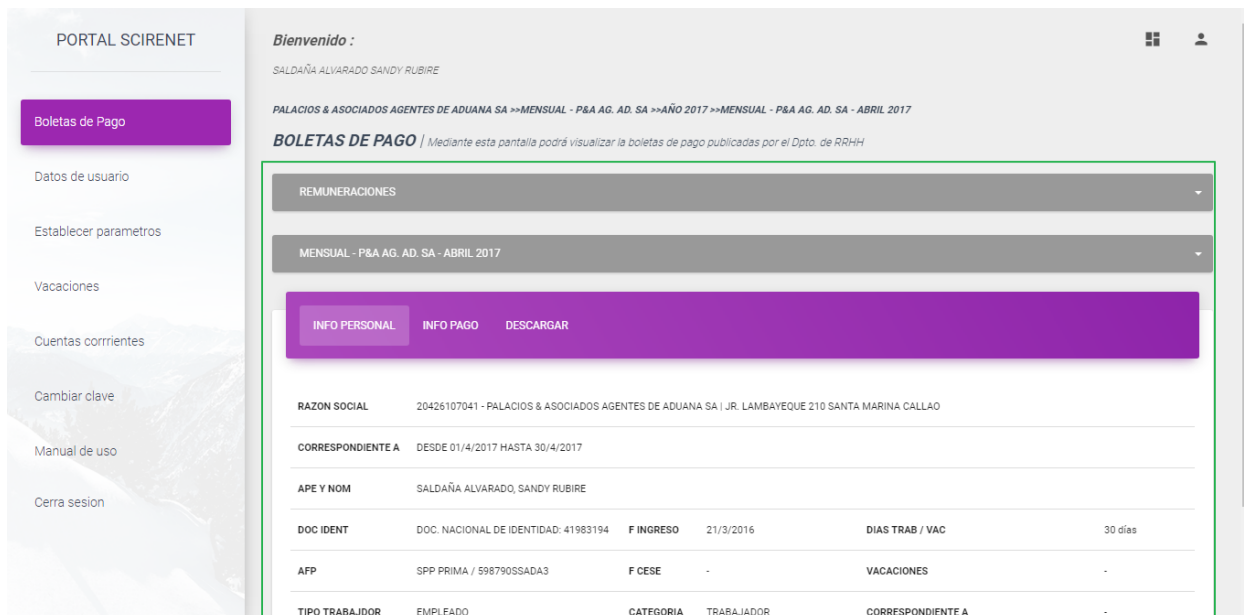 PORTAL SCIRENET
Boletas de Pago
Datos de usuario
Establecer parametros
Vacaciones
Cuentas corrrientes
Cambiar clave
Manual de uso
Cerra sesion
Bienvenido :
SALDAÑA ALVARADO SANDY RUBIRE
PALACIOS & ASOCIADOS AGENTES DE ADUANA SA >>MENSUAL - P&A AG. AD. SA >>AÑO 2017 >>MENSUAL - P&A AG. AD. SA - ABRIL 2017
BOLETAS DE PAGO | Mediante esta pantalla podrá visualizar la boletas de pago publicadas por el Dpto. de RRHH
REMUNERACIONES
MENSUAL - P&A AG. AD. SA - ABRIL 2017
INFO PERSONAL INFO PAGO DESCARGAR
RAZON SOCIAL 20426107041 - PALACIOS & ASOCIADOS AGENTES DE ADUANA SA | JR. LAMBAYEQUE 210 SANTA MARINA CALLAO
CORRESPONDIENTE A DESDE 01/4/2017 HASTA 30/4/2017
APE Y NOM SALDAÑA ALVARADO, SANDY RUBIRE
DOC IDENT DOC. NACIONAL DE IDENTIDAD: 41983194 F INGRESO 21/3/2016 DIAS TRAB / VAC 30 días
AFP SPP PRIMA / 598790SSADA3 F CESE - VACACIONES -
TIPO TRABAJDOR EMPLEADO CATEGORIA TRABAJADOR CORRESPONDIENTE A -